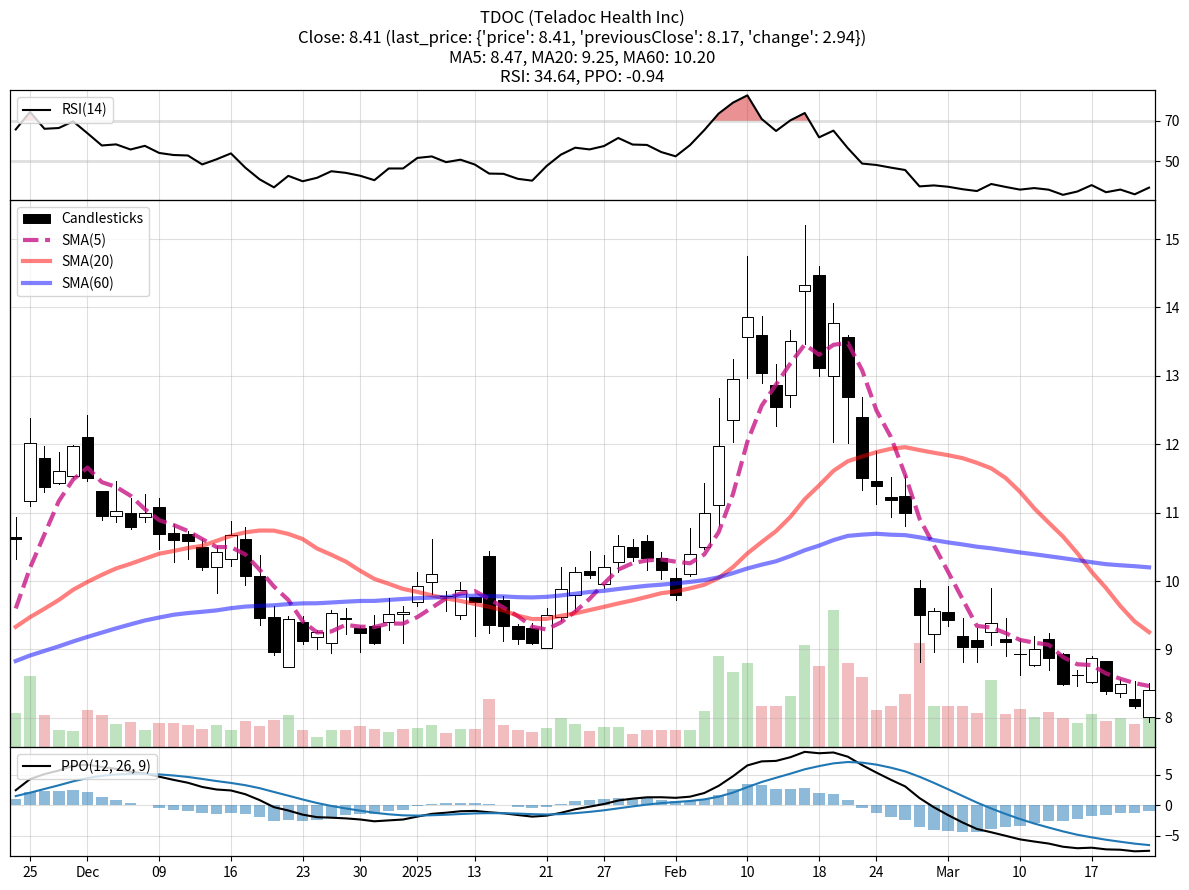 TDOC (Teladoc Health Inc)
Close: 8.41 (last_price: {'price': 8.41, 'previousClose': 8.17, 'change': 2.94})
MA5: 8.47, MA20: 9.25, MA60: 10.20
RSI: 34.64, PPO: -0.94
RSI(14)
70
50
Candlesticks
SMA(5)
SMA(20)
SMA(60)
15
14
13
12
11
10
9
8
PPO(12, 26, 9)
5
0
−5
25 Dec 09 16 23 30 2025 13 21 27 Feb 10 18 24 Mar 10 17